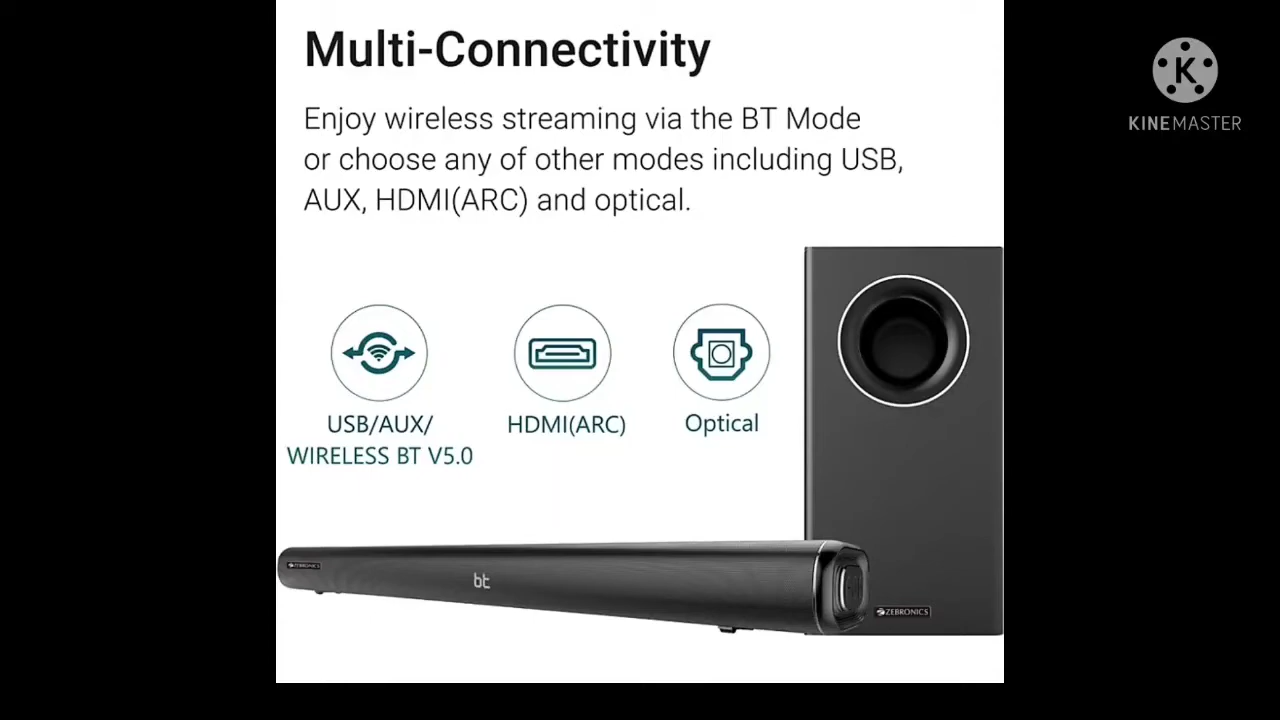 Multi-Connectivity
Enjoy wireless streaming via the BT Mode
or choose any of other modes including USB,
AUX, HDMI(ARC) and optical.
K
KINEMASTER
USB/AUX/
WIRELESS BT V5.0
HDMI(ARC)
Optical
ZEBRONICS
bt
ZEBRONICS